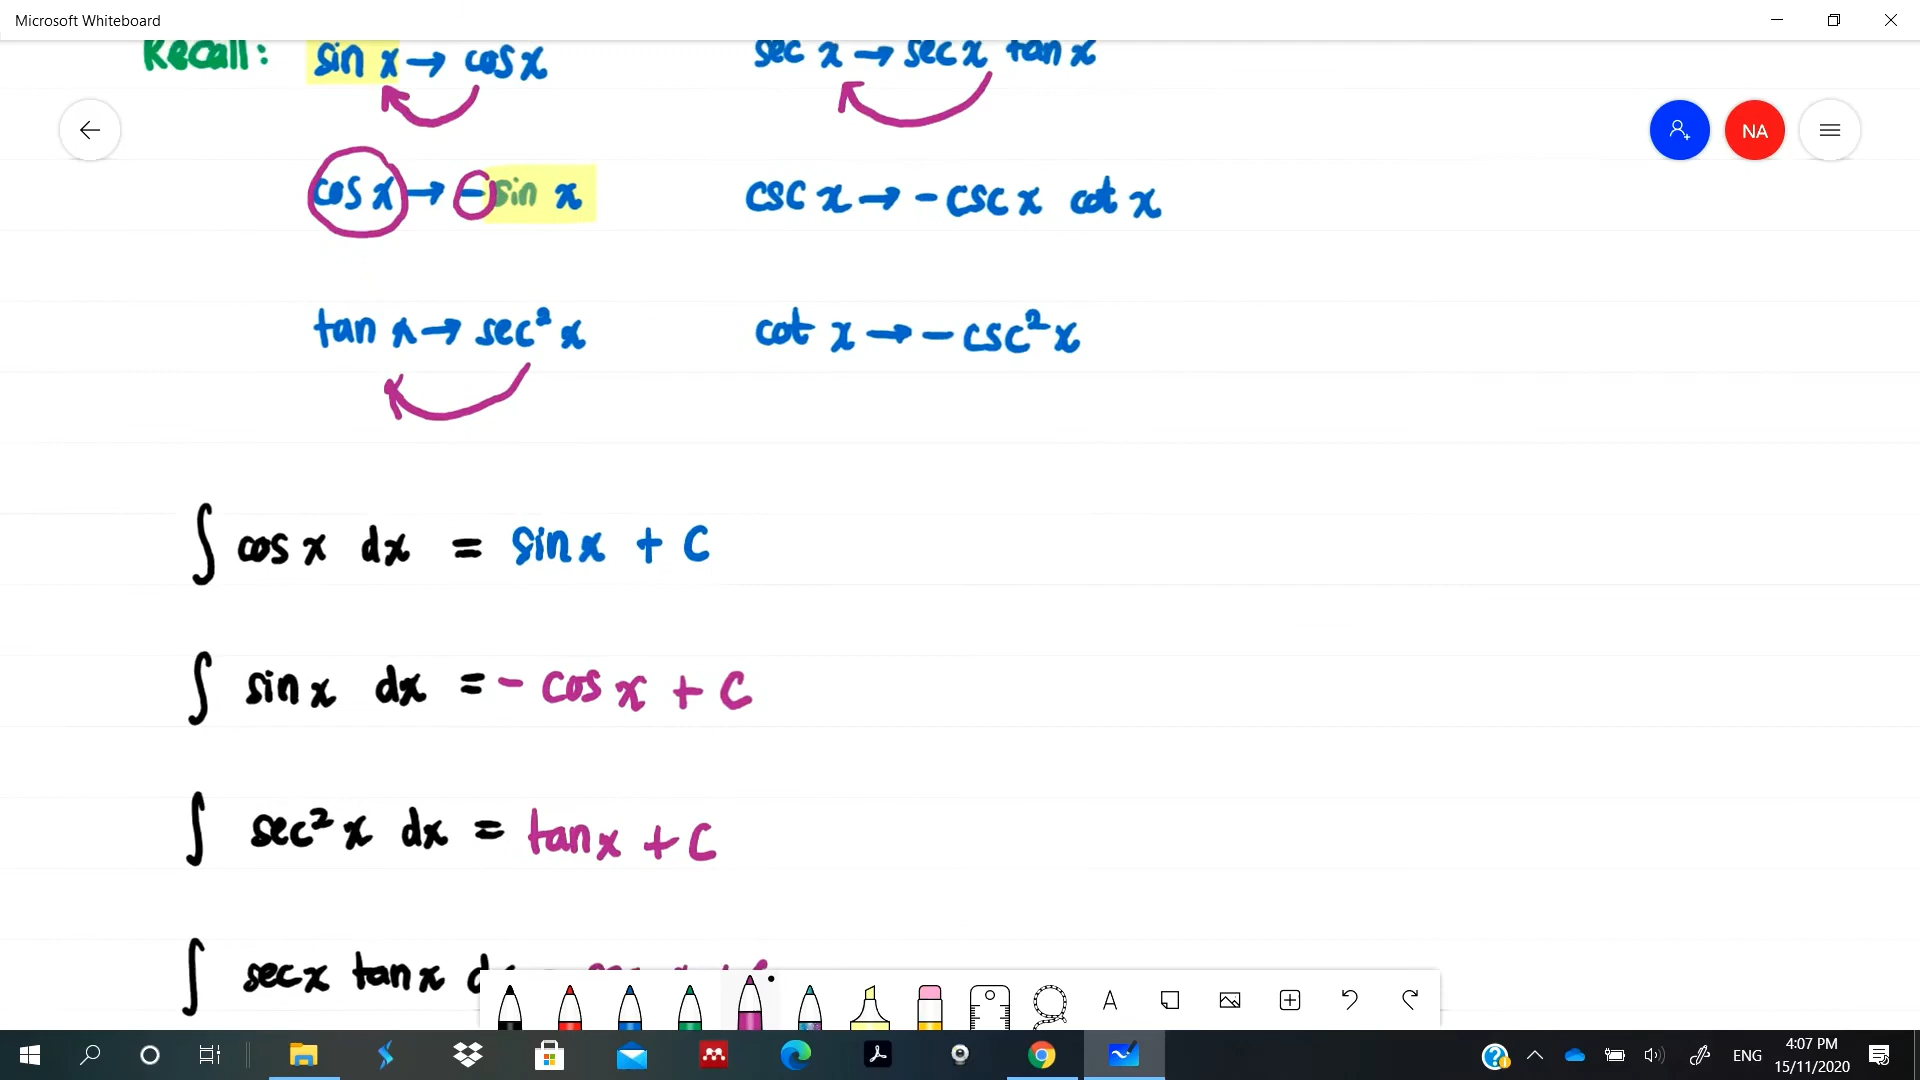 Microsoft Whiteboard
Recall: sin x → cos x sec x → sec x tan x
NA
cos x → - sin x csc x → - csc x cot x
tan x → sec² x cot x → - csc² x
∫ cos x dx = sin x + C
∫ sin x dx = - cos x + C
∫ sec² x dx = tan x + C
∫ sec x tan x
A
ENG
4:07 PM
15/11/2020